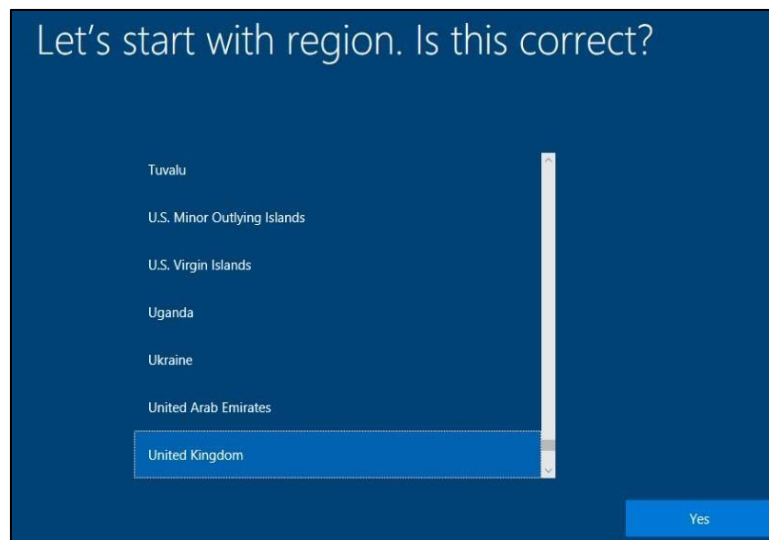 Let's start with region. Is this correct?
Tuvalu
U.S. Minor Outlying Islands
U.S. Virgin Islands
Uganda
Ukraine
United Arab Emirates
United Kingdom
Yes